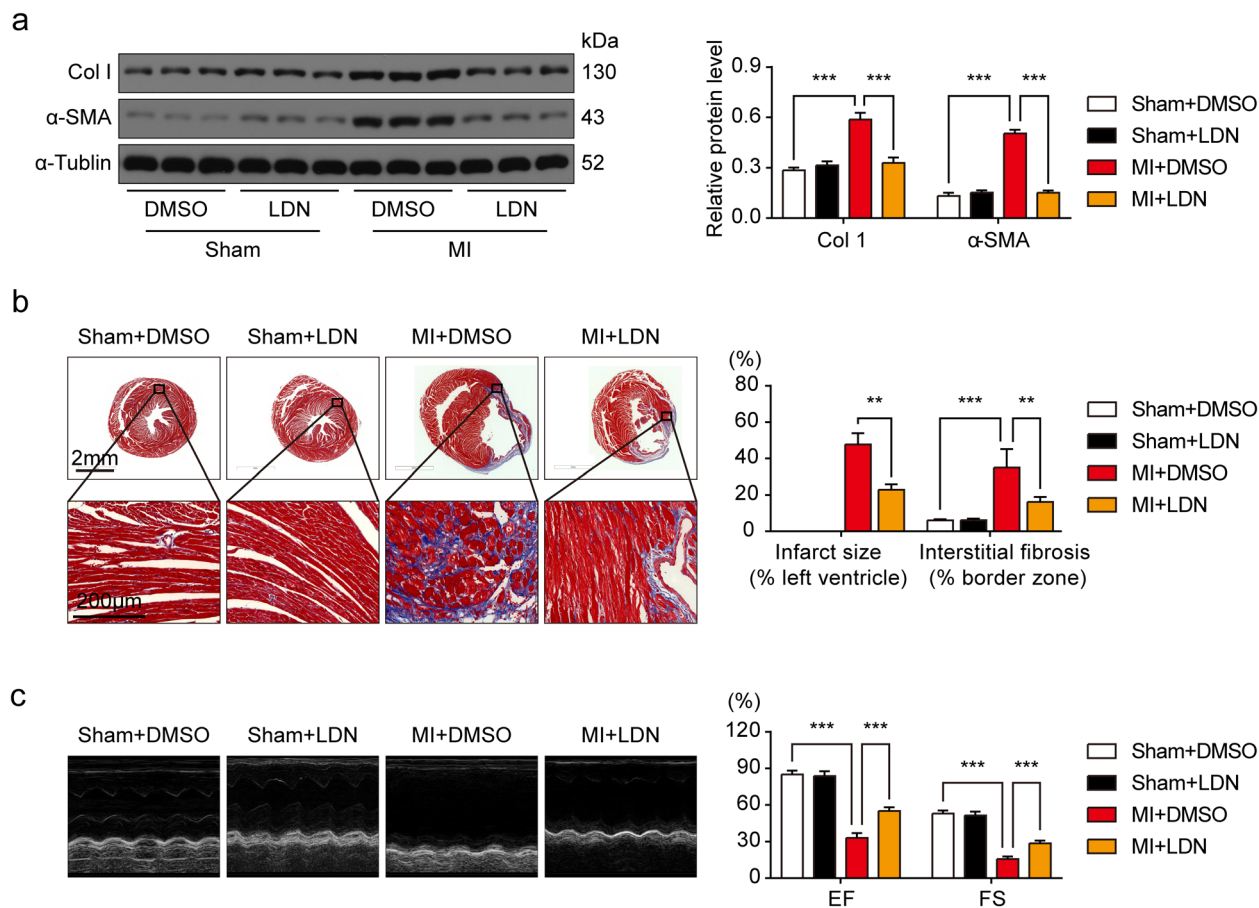 a
kDa
Col I
130
α-SMA
43
α-Tublin
52
DMSO LDN DMSO LDN
Sham MI
Relative protein level
0.9
0.6
0.3
0.0
*** *** *** ***
Col 1 α-SMA
Sham+DMSO
Sham+LDN
MI+DMSO
MI+LDN
b
Sham+DMSO Sham+LDN MI+DMSO MI+LDN
2mm
200μm
(%)
80
60
40
20
0
** *** **
Infarct size
(% left ventricle)
Interstitial fibrosis
(% border zone)
Sham+DMSO
Sham+LDN
MI+DMSO
MI+LDN
c
Sham+DMSO Sham+LDN MI+DMSO MI+LDN
(%)
120
90
60
30
0
*** *** *** ***
EF FS
Sham+DMSO
Sham+LDN
MI+DMSO
MI+LDN